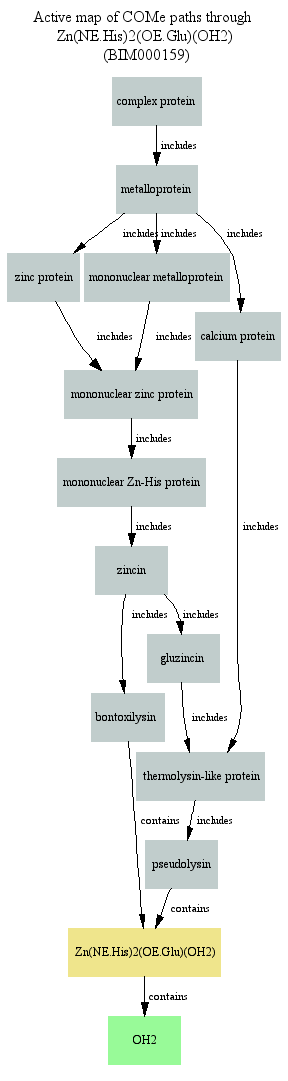 Active map of COMe paths through
Zn(NE.His)2(OE.Glu)(OH2)
(BIM000159)
complex protein
includes
metalloprotein
includes
includes
includes
zinc protein
mononuclear metalloprotein
calcium protein
includes
includes
mononuclear zinc protein
includes
mononuclear Zn-His protein
includes
includes
zincin
includes
includes
gluzincin
bontoxilysin
includes
thermolysin-like protein
contains
includes
pseudolysin
contains
Zn(NE.His)2(OE.Glu)(OH2)
contains
OH2